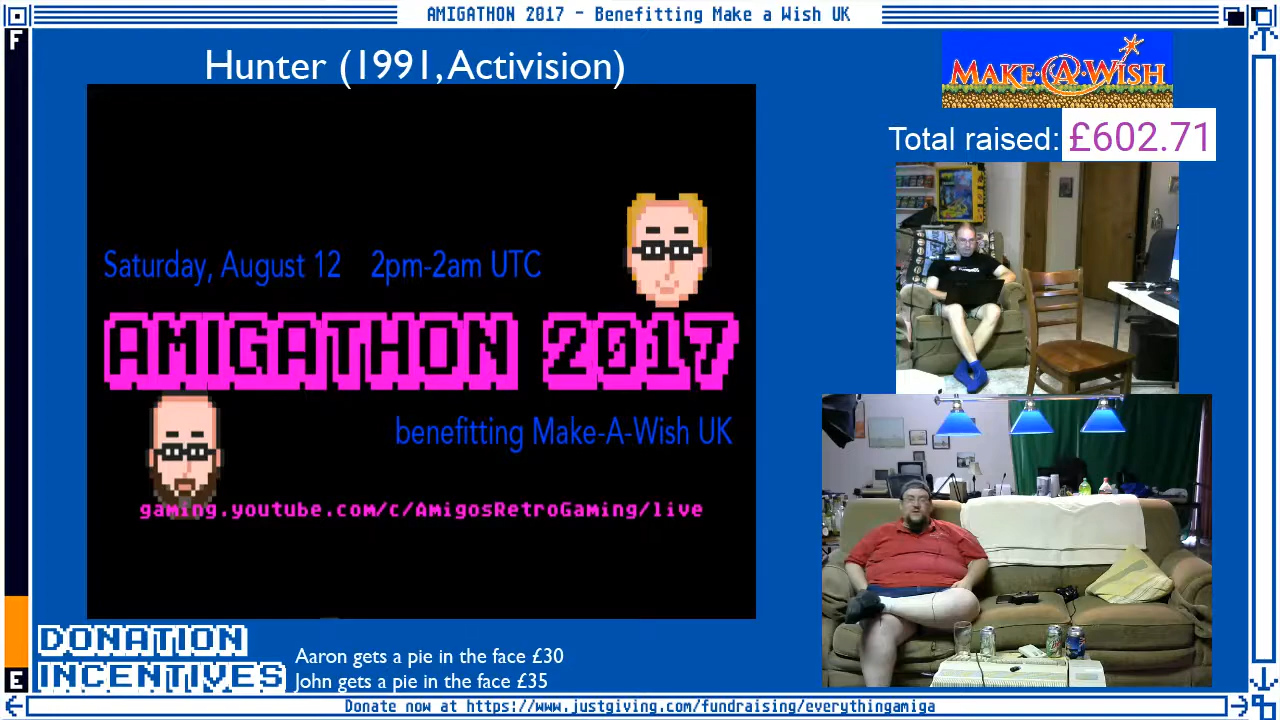 AMIGATHON 2017 - Benefitting Make a Wish UK
F
Hunter (1991, Activision)
MAKE-A-WISH
Total raised: £602.71
Saturday, August 12 2pm-2am UTC
AMIGATHON 2017
benefitting Make-A-Wish UK
gaming.youtube.com/c/AmigosRetroGaming/live
DONATION
INCENTIVES
Aaron gets a pie in the face £30
John gets a pie in the face £35
E
Donate now at https://www.justgiving.com/fundraising/everythingamiga